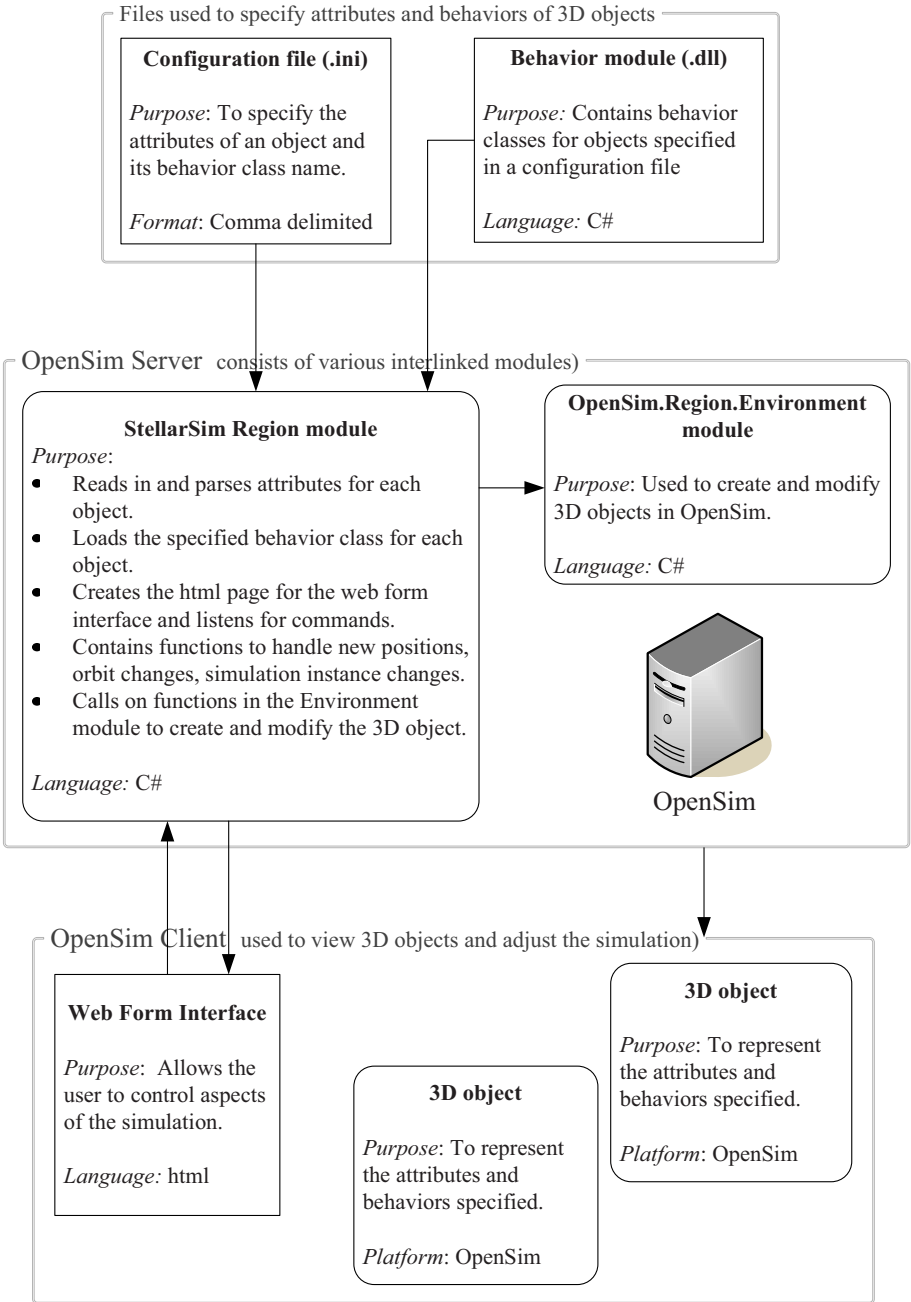 Files used to specify attributes and behaviors of 3D objects
Configuration file (.ini)
Purpose: To specify the
attributes of an object and
its behavior class name.
Format: Comma delimited
Behavior module (.dll)
Purpose: Contains behavior
classes for objects specified
in a configuration file
Language: C#
OpenSim Server consists of various interlinked modules)
StellarSim Region module
Purpose:
• Reads in and parses attributes for each
object.
• Loads the specified behavior class for each
object.
• Creates the html page for the web form
interface and listens for commands.
• Contains functions to handle new positions,
orbit changes, simulation instance changes.
• Calls on functions in the Environment
module to create and modify the 3D object.
Language: C#
OpenSim.Region.Environment
module
Purpose: Used to create and modify
3D objects in OpenSim.
Language: C#
OpenSim
OpenSim Client used to view 3D objects and adjust the simulation)
Web Form Interface
Purpose: Allows the
user to control aspects
of the simulation.
Language: html
3D object
Purpose: To represent
the attributes and
behaviors specified.
Platform: OpenSim
3D object
Purpose: To represent
the attributes and
behaviors specified.
Platform: OpenSim